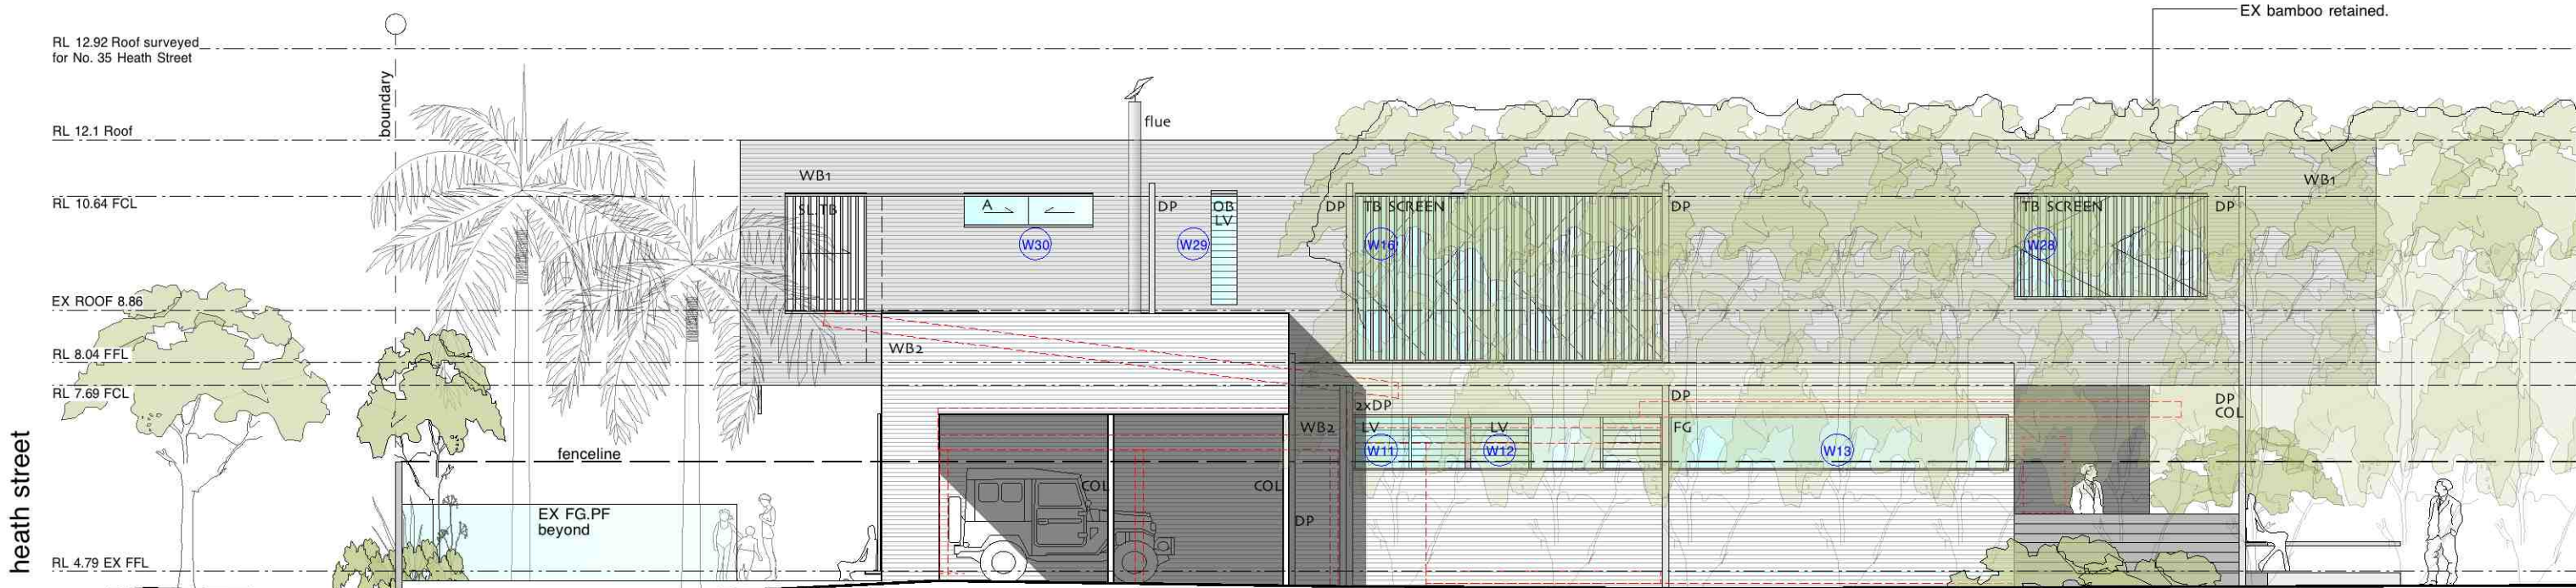 EX bamboo retained.
RL 12.92 Roof surveyed
for No. 35 Heath Street
boundary
flue
RL 12.1 Roof
WB1
WB1
RL 10.64 FCL
SL.TB
A
DP
OB
LV
DP
TB SCREEN
DP
TB SCREEN
DP
W30
W29
W16
W28
EX ROOF 8.86
WB2
RL 8.04 FFL
RL 7.69 FCL
2xDP
DP
DP
COL
WB2
LV
LV
FG
W11
W12
W13
fenceline
COL
COL
EX FG.PF
beyond
DP
heath street
RL 4.79 EX FFL